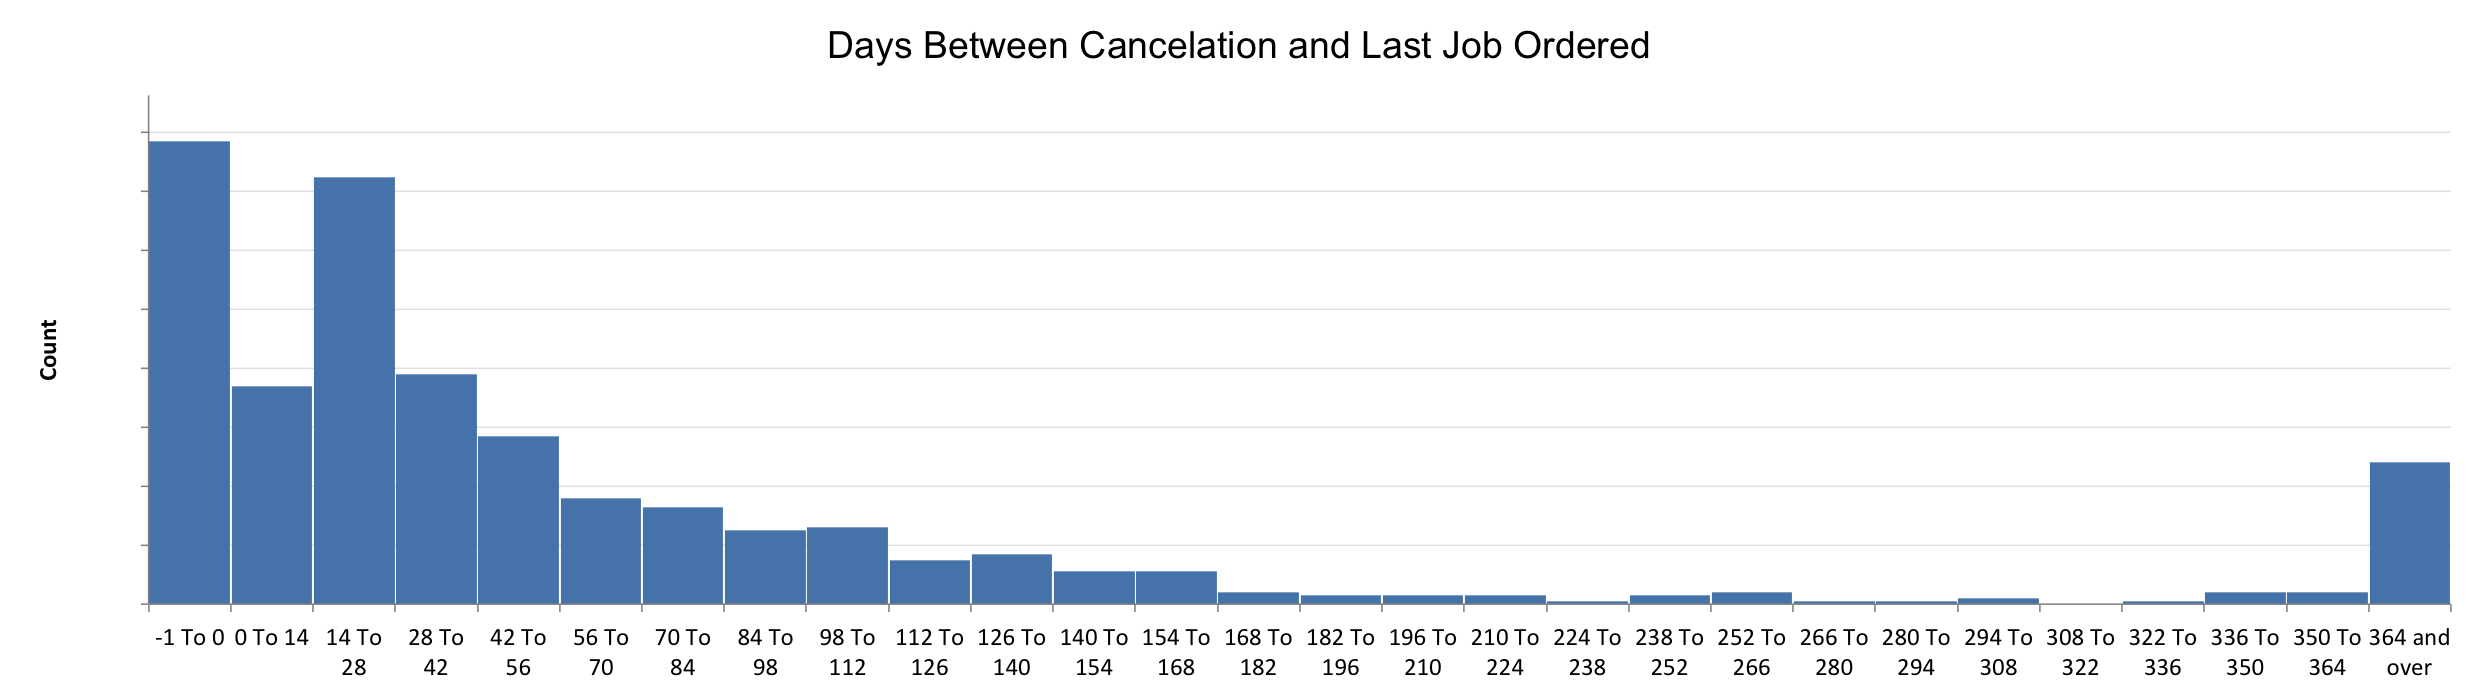 Days Between Cancelation and Last Job Ordered
Count
-1 To 0 0 To 14 14 To 28 To 42 To 56 To 70 To 84 To 98 To 112 To 126 To 140 To 154 To 168 To 182 To 196 To 210 To 224 To 238 To 252 To 266 To 280 To 294 To 308 To 322 To 336 To 350 To 364 and
28 42 56 70 84 98 112 126 140 154 168 182 196 210 224 238 252 266 280 294 308 322 336 350 364 over